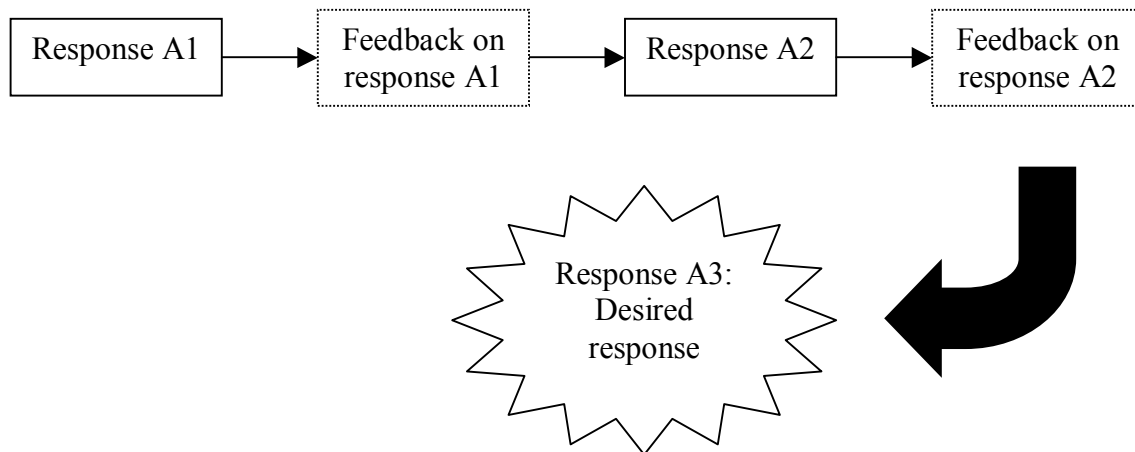 Response A1
Feedback on
response A1
Response A2
Feedback on
response A2
Response A3:
Desired
response